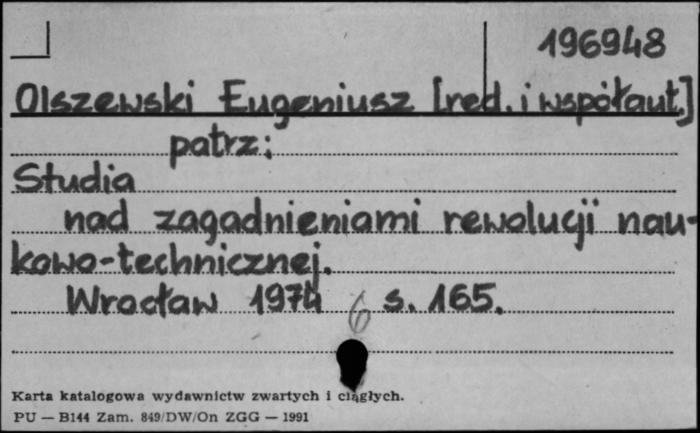 196948
Olszewski Eugeniusz [red. i współaut.]
patrz:
Studia
nad zagadnieniami rewolucji nau-
kowo-technicznej.
Wrocław 1974 s. 165.
6
Karta katalogowa wydawnictw zwartych i ciągłych.
PU — B144 Zam. 849/DW/On ZGG — 1991